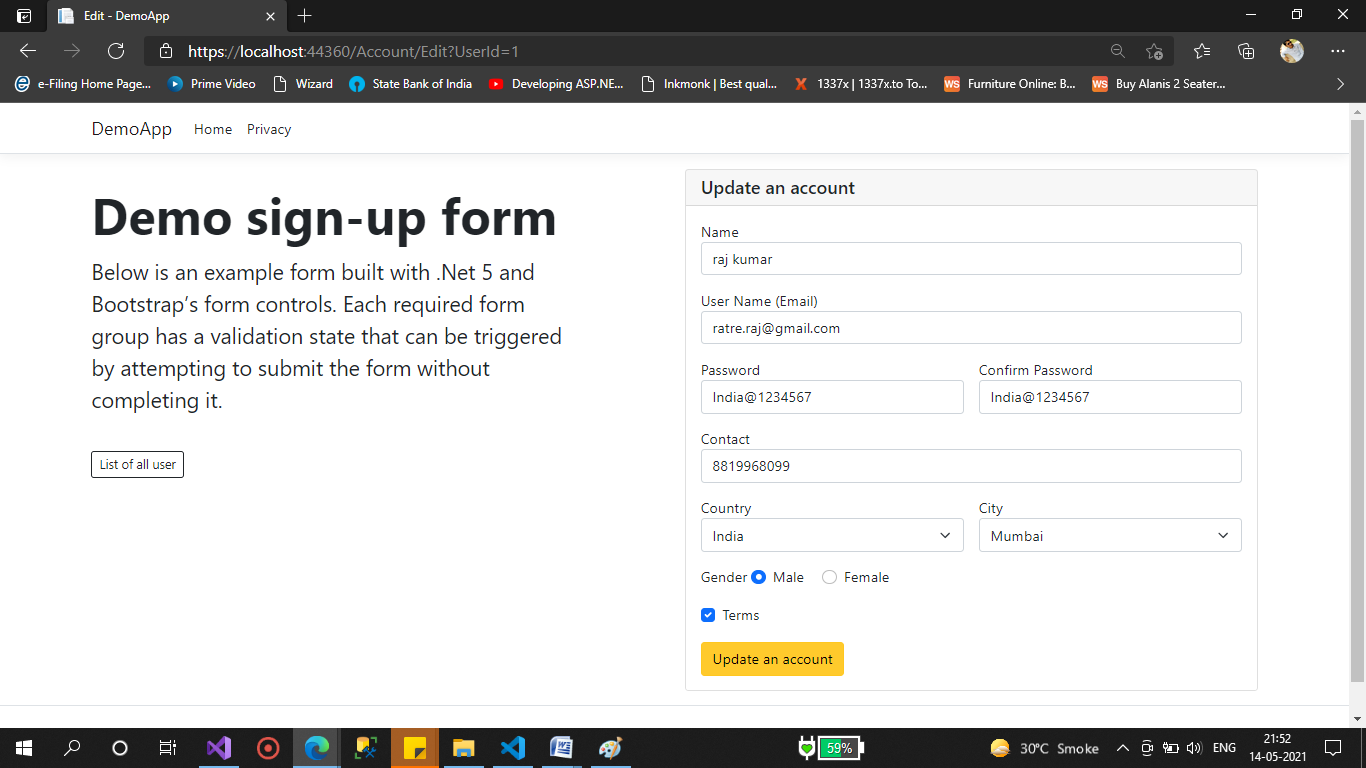 Edit - DemoApp
https://localhost:44360/Account/Edit?UserId=1
e-Filing Home Page... Prime Video Wizard State Bank of India Developing ASP.NE... Inkmonk | Best qual... 1337x | 1337x.to To... Furniture Online: B... Buy Alanis 2 Seater...
DemoApp Home Privacy
Demo sign-up form
Below is an example form built with .Net 5 and
Bootstrap’s form controls. Each required form
group has a validation state that can be triggered
by attempting to submit the form without
completing it.
List of all user
Update an account
Name
raj kumar
User Name (Email)
ratre.raj@gmail.com
Password Confirm Password
India@1234567 India@1234567
Contact
8819968099
Country City
India Mumbai
Gender Male Female
Terms
Update an account
59% 30°C Smoke ENG 21:52
14-05-2021